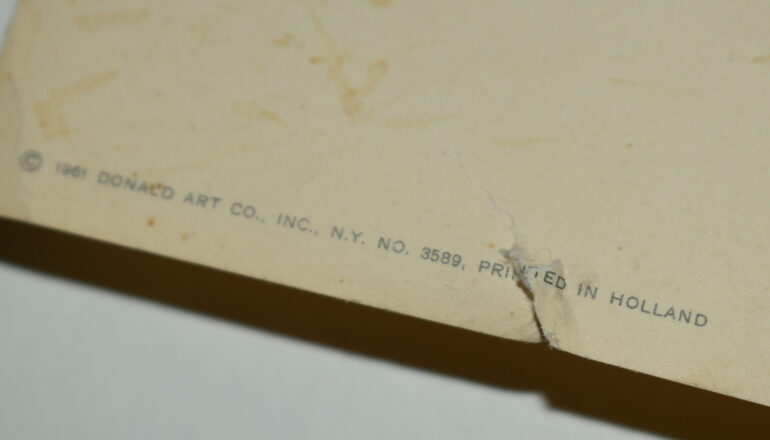 © 1961 DONALD ART CO., INC., N.Y. NO. 3589, PRINTED IN HOLLAND